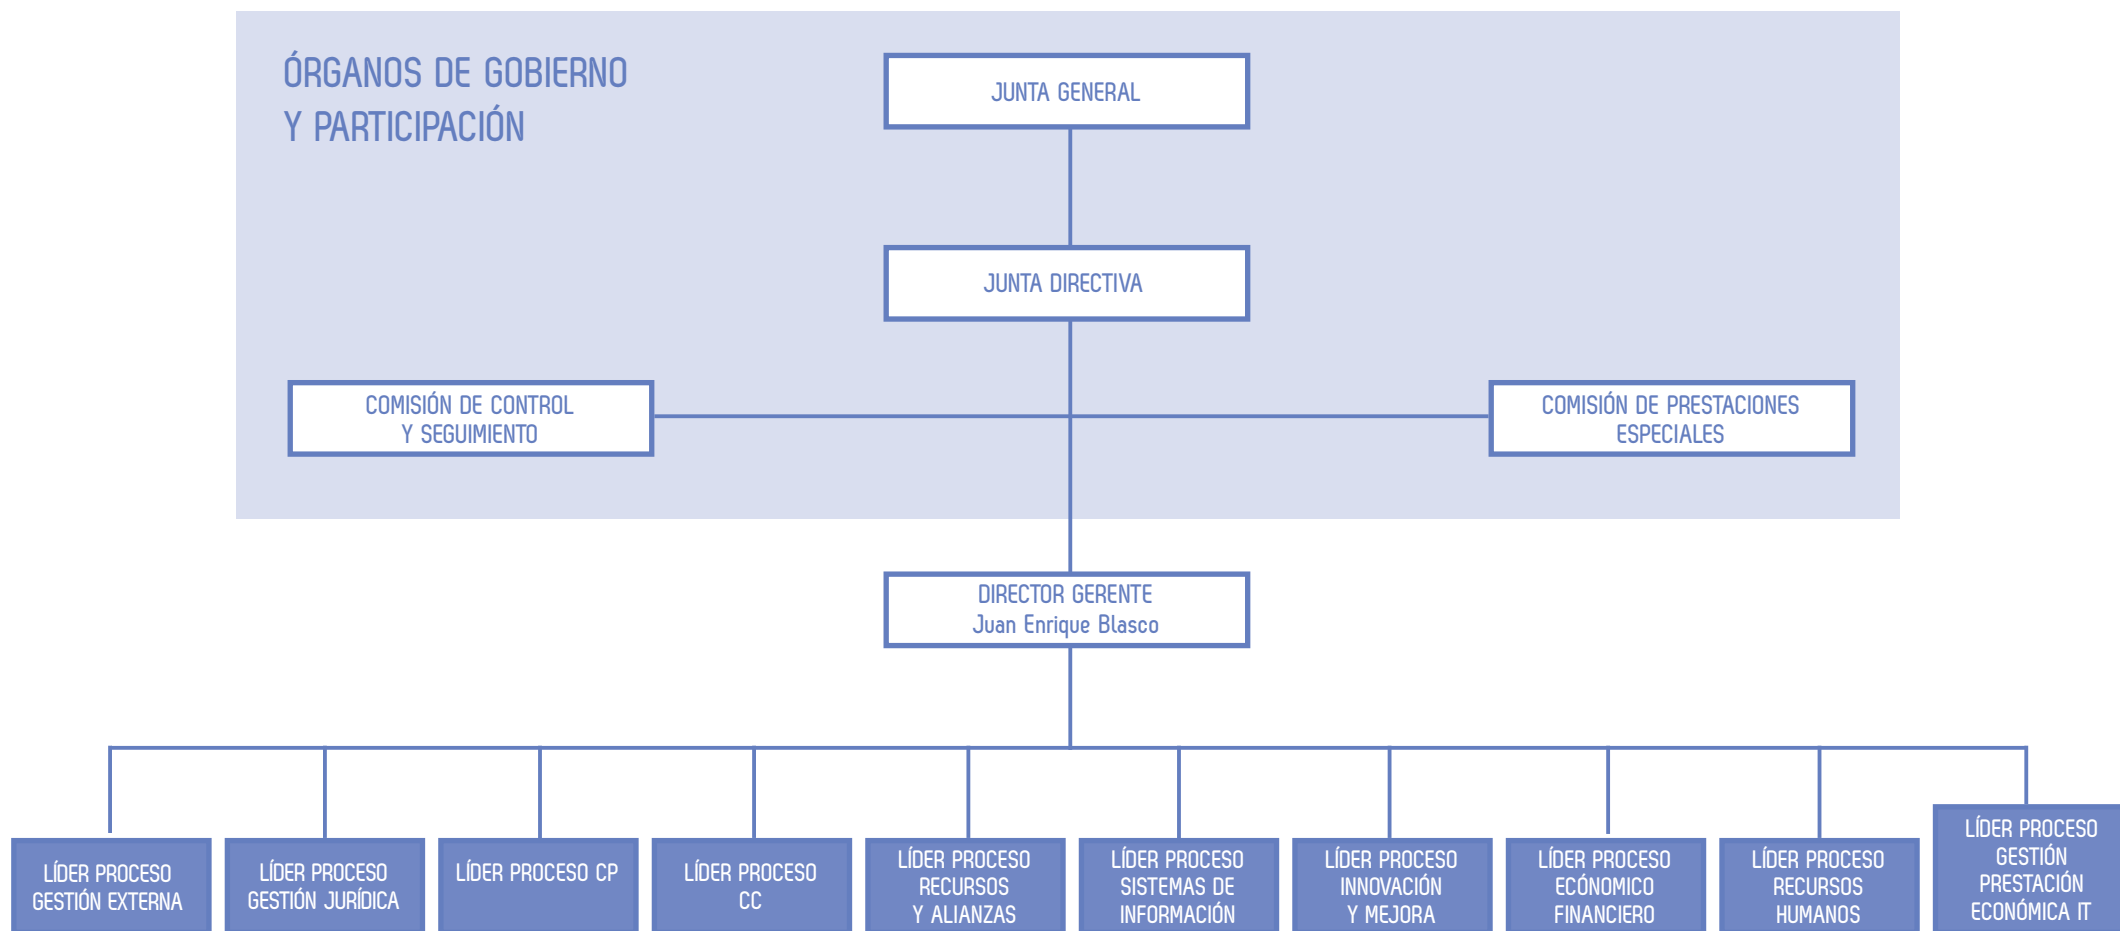 ÓRGANOS DE GOBIERNO
Y PARTICIPACIÓN
JUNTA GENERAL
JUNTA DIRECTIVA
COMISIÓN DE CONTROL
Y SEGUIMIENTO
COMISIÓN DE PRESTACIONES
ESPECIALES
DIRECTOR GERENTE
Juan Enrique Blasco
LÍDER PROCESO
GESTIÓN EXTERNA
LÍDER PROCESO
GESTIÓN JURÍDICA
LÍDER PROCESO CP
LÍDER PROCESO
CC
LÍDER PROCESO
RECURSOS
Y ALIANZAS
LÍDER PROCESO
SISTEMAS DE
INFORMACIÓN
LÍDER PROCESO
INNOVACIÓN
Y MEJORA
LÍDER PROCESO
ECÓNOMICO
FINANCIERO
LÍDER PROCESO
RECURSOS
HUMANOS
LÍDER PROCESO
GESTIÓN
PRESTACIÓN
ECONÓMICA IT